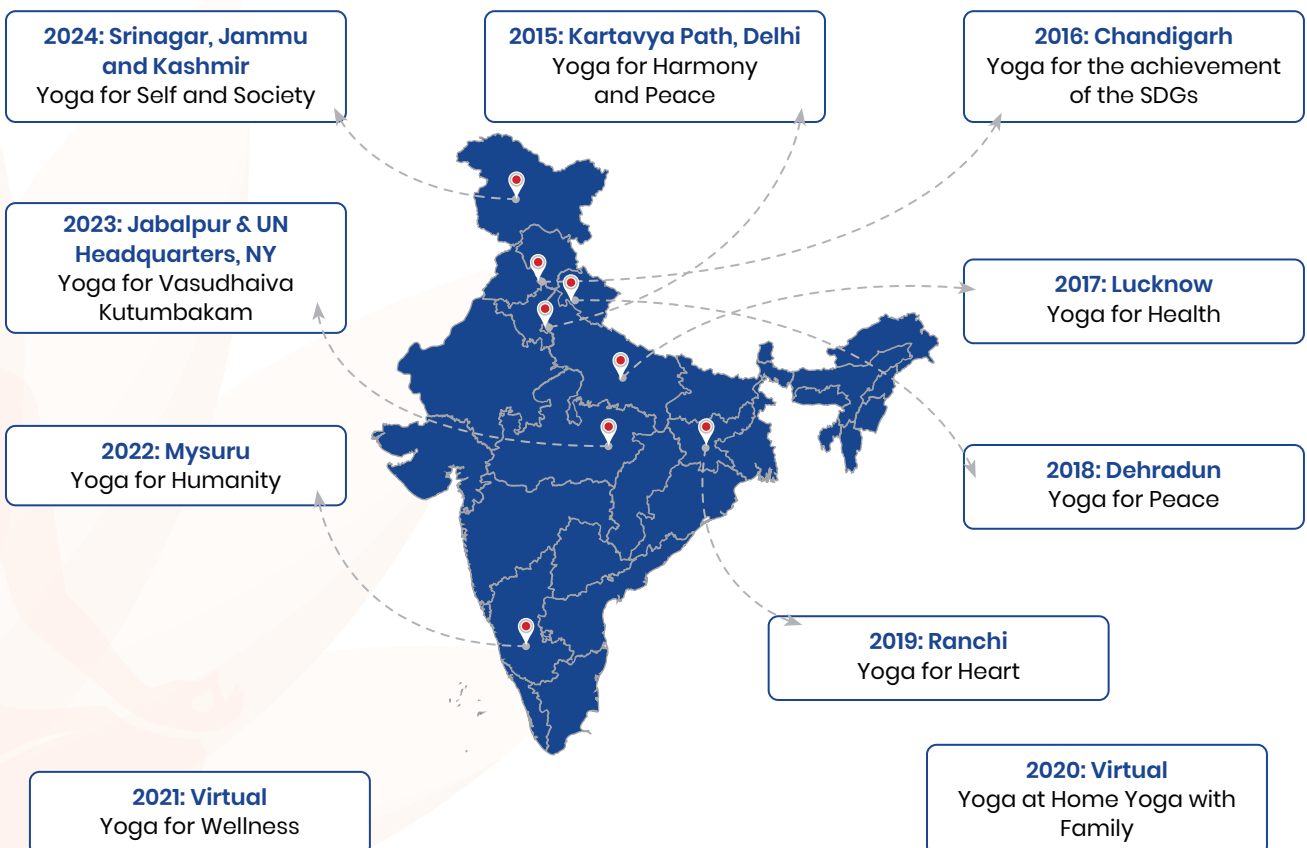 2024: Srinagar, Jammu
and Kashmir
Yoga for Self and Society
2015: Kartavya Path, Delhi
Yoga for Harmony
and Peace
2016: Chandigarh
Yoga for the achievement
of the SDGs
2023: Jabalpur & UN
Headquarters, NY
Yoga for Vasudhaiva
Kutumbakam
2017: Lucknow
Yoga for Health
2022: Mysuru
Yoga for Humanity
2018: Dehradun
Yoga for Peace
2019: Ranchi
Yoga for Heart
2021: Virtual
Yoga for Wellness
2020: Virtual
Yoga at Home Yoga with
Family